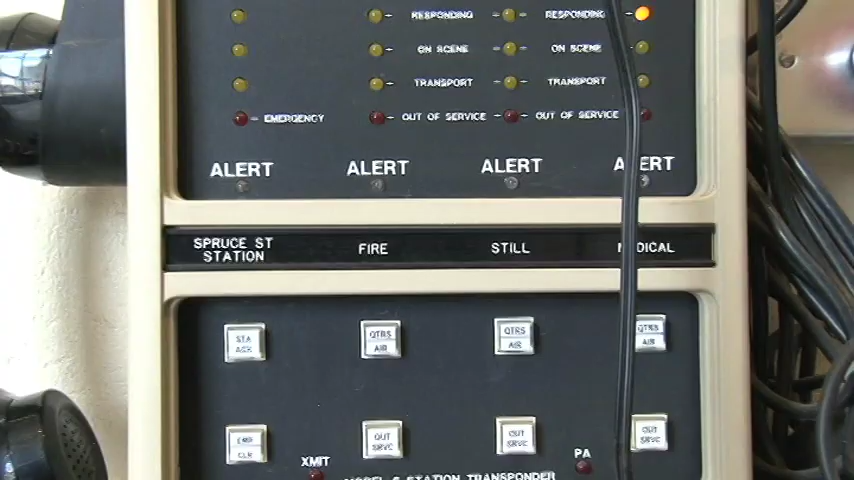 RESPONDING RESPONDING
ON SCENE ON SCENE
TRANSPORT TRANSPORT
EMERGENCY OUT OF SERVICE OUT OF SERVICE
ALERT ALERT ALERT ALERT
SPRUCE ST FIRE STILL
STATION
STA QTRS QTRS QTRS
ACK AIR AIR AIR
EMR OUT OUT OUT
CLR SRVC SRVC SRVC
XMIT PA
STATION TRANSPONDER